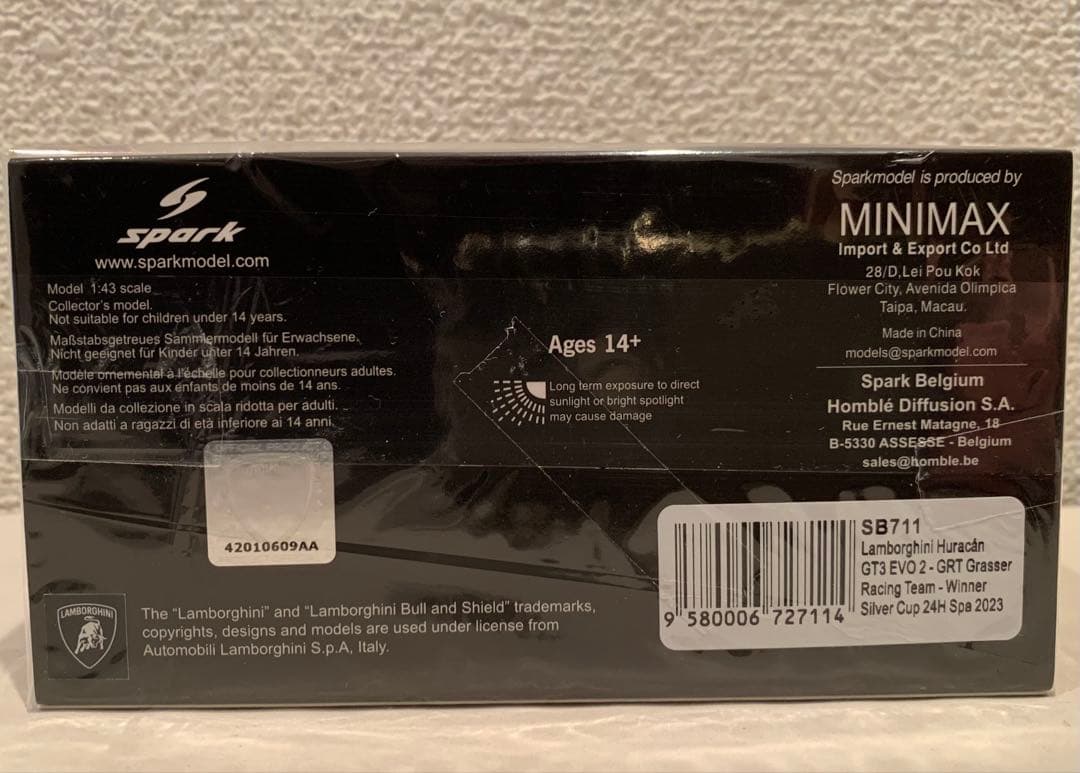 spark
www.sparkmodel.com
Model 1:43 scale
Collector's model.
Not suitable for children under 14 years.
Maßstabsgetreues Sammlermodell für Erwachsene.
Nicht geeignet für Kinder unter 14 Jahren.
Modèle ornemental à l'échelle pour collectionneurs adultes.
Ne convient pas aux enfants de moins de 14 ans.
Modelli da collezione in scala ridotta per adulti.
Non adatti a ragazzi di età inferiore ai 14 anni.
42010609AA
LAMBORGHINI
The “Lamborghini” and “Lamborghini Bull and Shield” trademarks,
copyrights, designs and models are used under license from
Automobili Lamborghini S.p.A, Italy.
Ages 14+
Long term exposure to direct
sunlight or bright spotlight
may cause damage
Sparkmodel is produced by
MINIMAX
Import & Export Co Ltd
28/D,Lei Pou Kok
Flower City, Avenida Olimpica
Taipa, Macau.
Made in China
models@sparkmodel.com
Spark Belgium
Homblé Diffusion S.A.
Rue Ernest Matagne, 18
B-5330 ASSESSE - Belgium
sales@homble.be
SB711
Lamborghini Huracán
GT3 EVO 2 - GRT Grasser
Racing Team - Winner
Silver Cup 24H Spa 2023
9 580006 727114